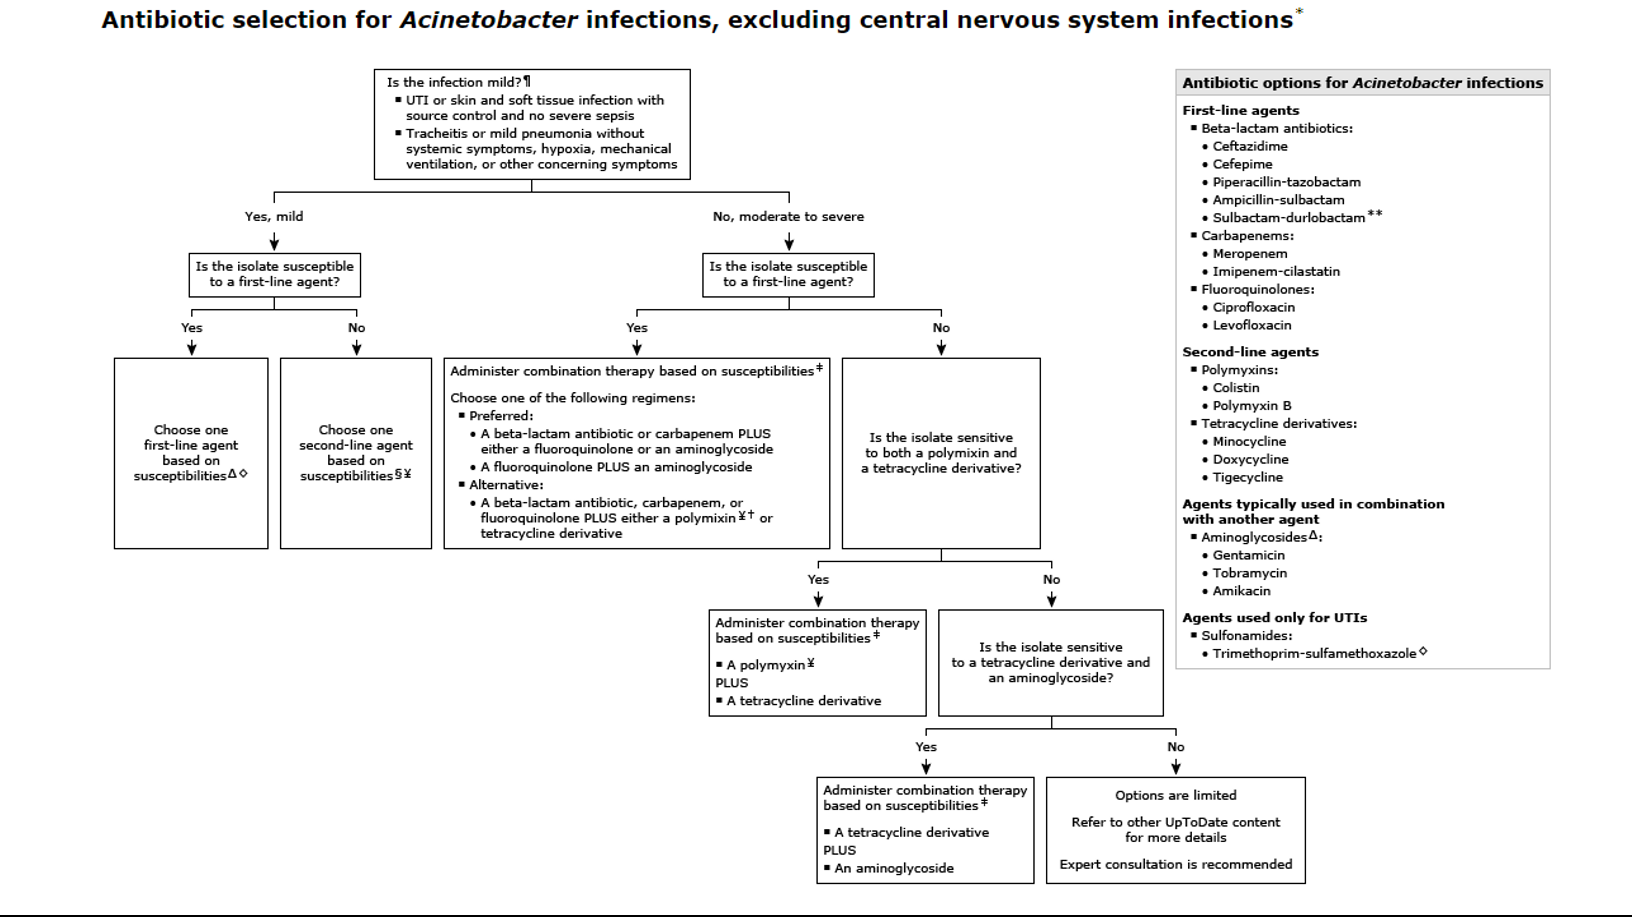 Antibiotic selection for Acinetobacter infections, excluding central nervous system infections*
Is the infection mild?¶
▪ UTI or skin and soft tissue infection with
source control and no severe sepsis
▪ Tracheitis or mild pneumonia without
systemic symptoms, hypoxia, mechanical
ventilation, or other concerning symptoms
Yes, mild
No, moderate to severe
Is the isolate susceptible
to a first-line agent?
Is the isolate susceptible
to a first-line agent?
Yes
No
Yes
No
Choose one
first-line agent
based on
susceptibilitiesΔ◇
Choose one
second-line agent
based on
susceptibilities§¥
Administer combination therapy based on susceptibilities‡
Choose one of the following regimens:
▪ Preferred:
• A beta-lactam antibiotic or carbapenem PLUS
either a fluoroquinolone or an aminoglycoside
• A fluoroquinolone PLUS an aminoglycoside
▪ Alternative:
• A beta-lactam antibiotic, carbapenem, or
fluoroquinolone PLUS either a polymixin¥† or
tetracycline derivative
Is the isolate sensitive
to both a polymixin and
a tetracycline derivative?
Yes
No
Administer combination therapy
based on susceptibilities‡
▪ A polymyxin¥
PLUS
▪ A tetracycline derivative
Is the isolate sensitive
to a tetracycline derivative and
an aminoglycoside?
Yes
No
Administer combination therapy
based on susceptibilities‡
▪ A tetracycline derivative
PLUS
▪ An aminoglycoside
Options are limited
Refer to other UpToDate content
for more details
Expert consultation is recommended
Antibiotic options for Acinetobacter infections
First-line agents
▪ Beta-lactam antibiotics:
• Ceftazidime
• Cefepime
• Piperacillin-tazobactam
• Ampicillin-sulbactam
• Sulbactam-durlobactam**
▪ Carbapenems:
• Meropenem
• Imipenem-cilastatin
▪ Fluoroquinolones:
• Ciprofloxacin
• Levofloxacin
Second-line agents
▪ Polymyxins:
• Colistin
• Polymyxin B
▪ Tetracycline derivatives:
• Minocycline
• Doxycycline
• Tigecycline
Agents typically used in combination
with another agent
▪ AminoglycosidesΔ:
• Gentamicin
• Tobramycin
• Amikacin
Agents used only for UTIs
▪ Sulfonamides:
• Trimethoprim-sulfamethoxazole◇